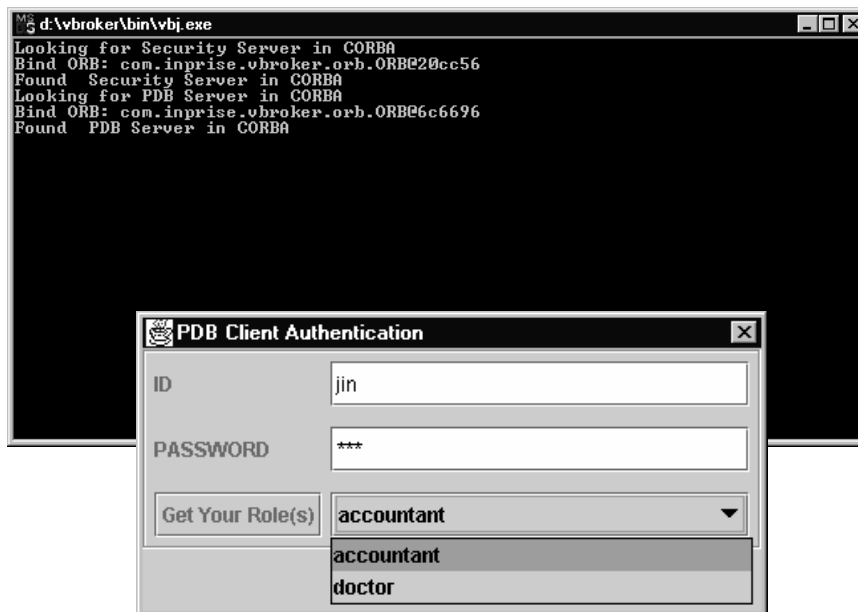 d:\vbroker\bin\vbj.exe
Looking for Security Server in CORBA
Bind ORB: com.inprise.vbroker.orb.ORB@20cc56
Found  Security Server in CORBA
Looking for PDB Server in CORBA
Bind ORB: com.inprise.vbroker.orb.ORB@6c6696
Found  PDB Server in CORBA
PDB Client Authentication
ID
jin
PASSWORD
***
Get Your Role(s)
accountant
accountant
doctor